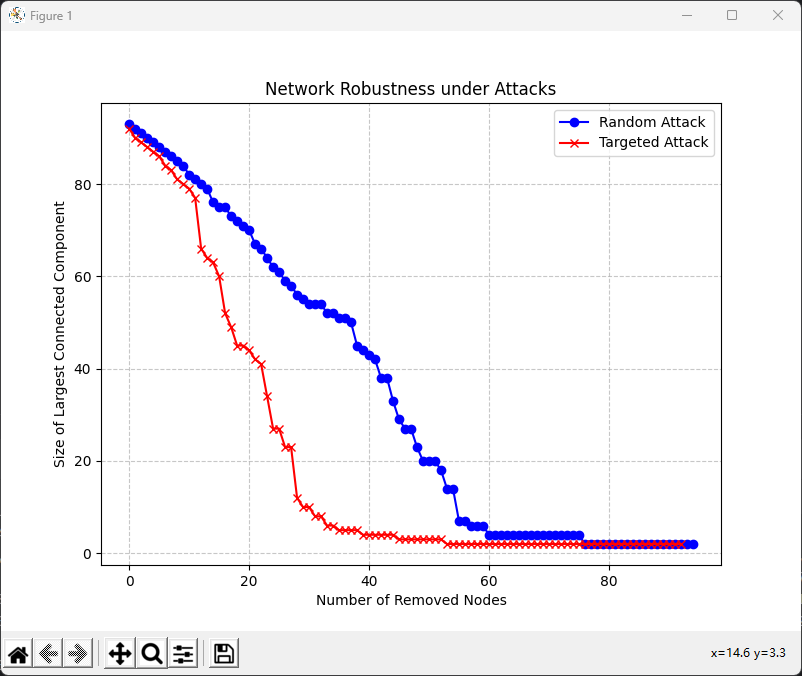 Figure 1
Network Robustness under Attacks
Random Attack
Targeted Attack
80
60
40
20
0
Size of Largest Connected Component
0 20 40 60 80
Number of Removed Nodes
x=14.6 y=3.3